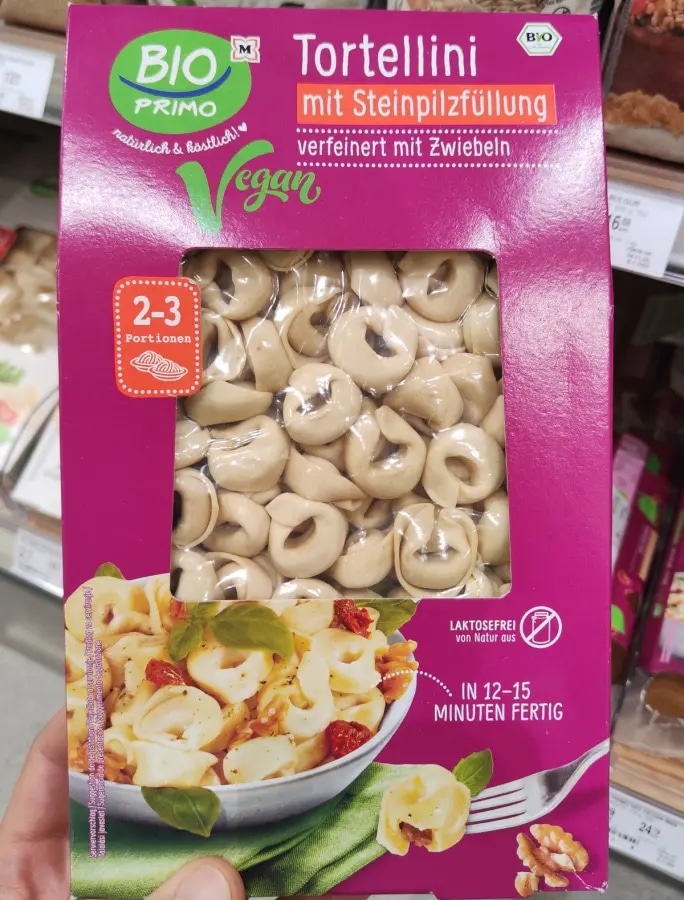 BIO
PRIMO
M
natürlich & köstlich!
Vegan
Tortellini
mit Steinpilzfüllung
verfeinert mit Zwiebeln
BIO
2-3
Portionen
LAKTOSEFREI
von Natur aus
IN 12–15
MINUTEN FERTIG
Serviervorschlag